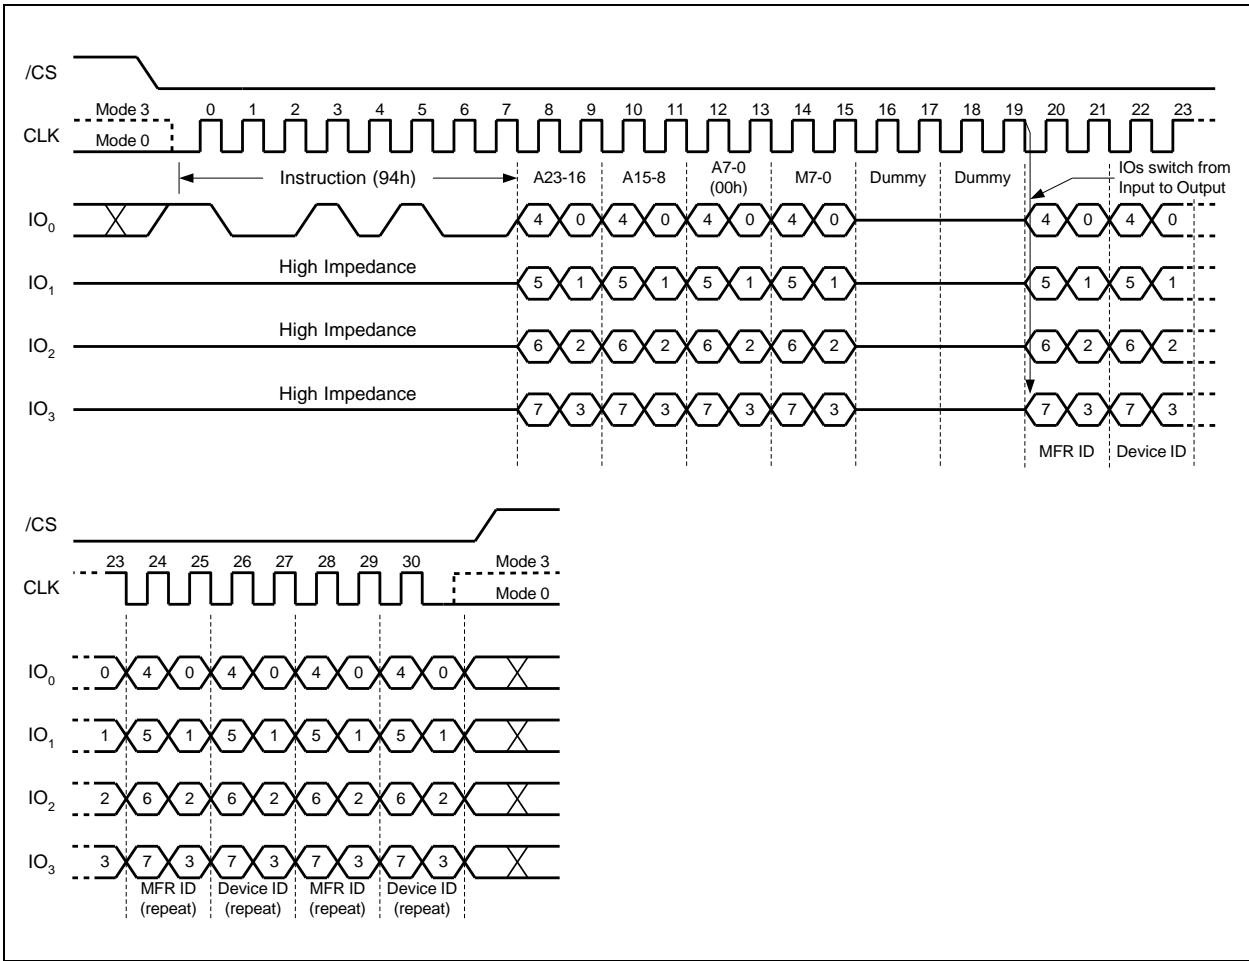 /CS
Mode 3 0 1 2 3 4 5 6 7 8 9 10 11 12 13 14 15 16 17 18 19 20 21 22 23
CLK
Mode 0
Instruction (94h) A23-16 A15-8 A7-0 (00h) M7-0 Dummy Dummy
IOs switch from
Input to Output
IO0 4 0 4 0 4 0 4 0 4 0 4 0
High Impedance
IO1 5 1 5 1 5 1 5 1 5 1 5 1
High Impedance
IO2 6 2 6 2 6 2 6 2 6 2 6 2
High Impedance
IO3 7 3 7 3 7 3 7 3 7 3 7 3
MFR ID Device ID
/CS
23 24 25 26 27 28 29 30 Mode 3
CLK
Mode 0
IO0 0 4 0 4 0 4 0 4 0
IO1 1 5 1 5 1 5 1 5 1
IO2 2 6 2 6 2 6 2 6 2
IO3 3 7 3 7 3 7 3 7 3
MFR ID Device ID MFR ID Device ID
(repeat) (repeat) (repeat) (repeat)